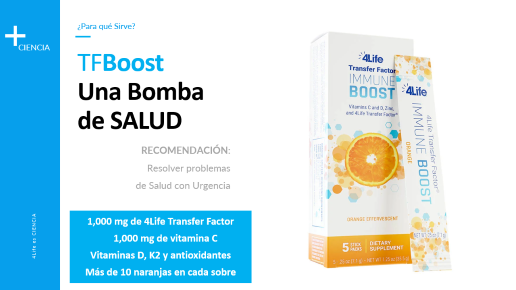 ¿Para qué Sirve?
+CIENCIA
TFBoost
Una Bomba
de SALUD
RECOMENDACIÓN:
Resolver problemas
de Salud con Urgencia
1,000 mg de 4Life Transfer Factor
1,000 mg de vitamina C
Vitaminas D, K2 y antioxidantes
Más de 10 naranjas en cada sobre
4Life es CIENCIA
4Life
Transfer Factor
IMMUNE
BOOST
Vitamins C and D, Zinc,
and 4Life Transfer Factor
ORANGE EFFERVESCENT
5 STICK
PACKS
DIETARY
SUPPLEMENT
4Life
4Life Transfer Factor
IMMUNE BOOST
ORANGE